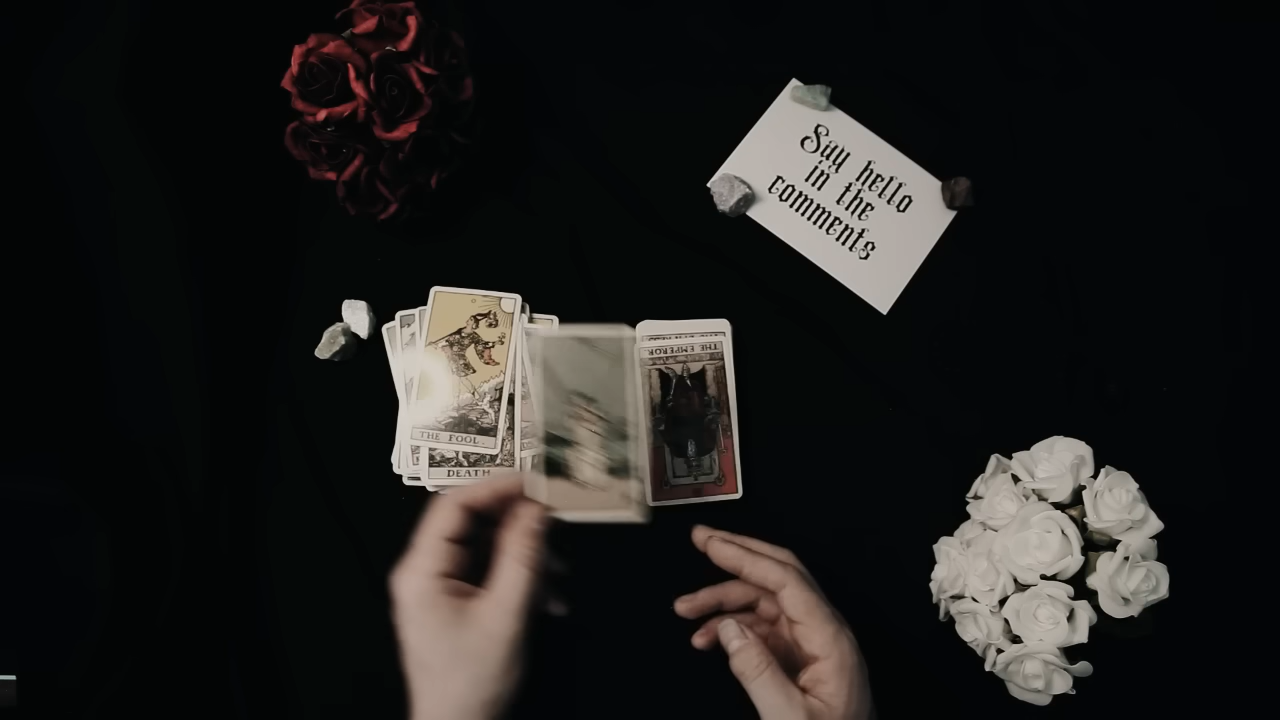 Say hello
in the
comments
THE FOOL.
DEATH
THE EMPEROR